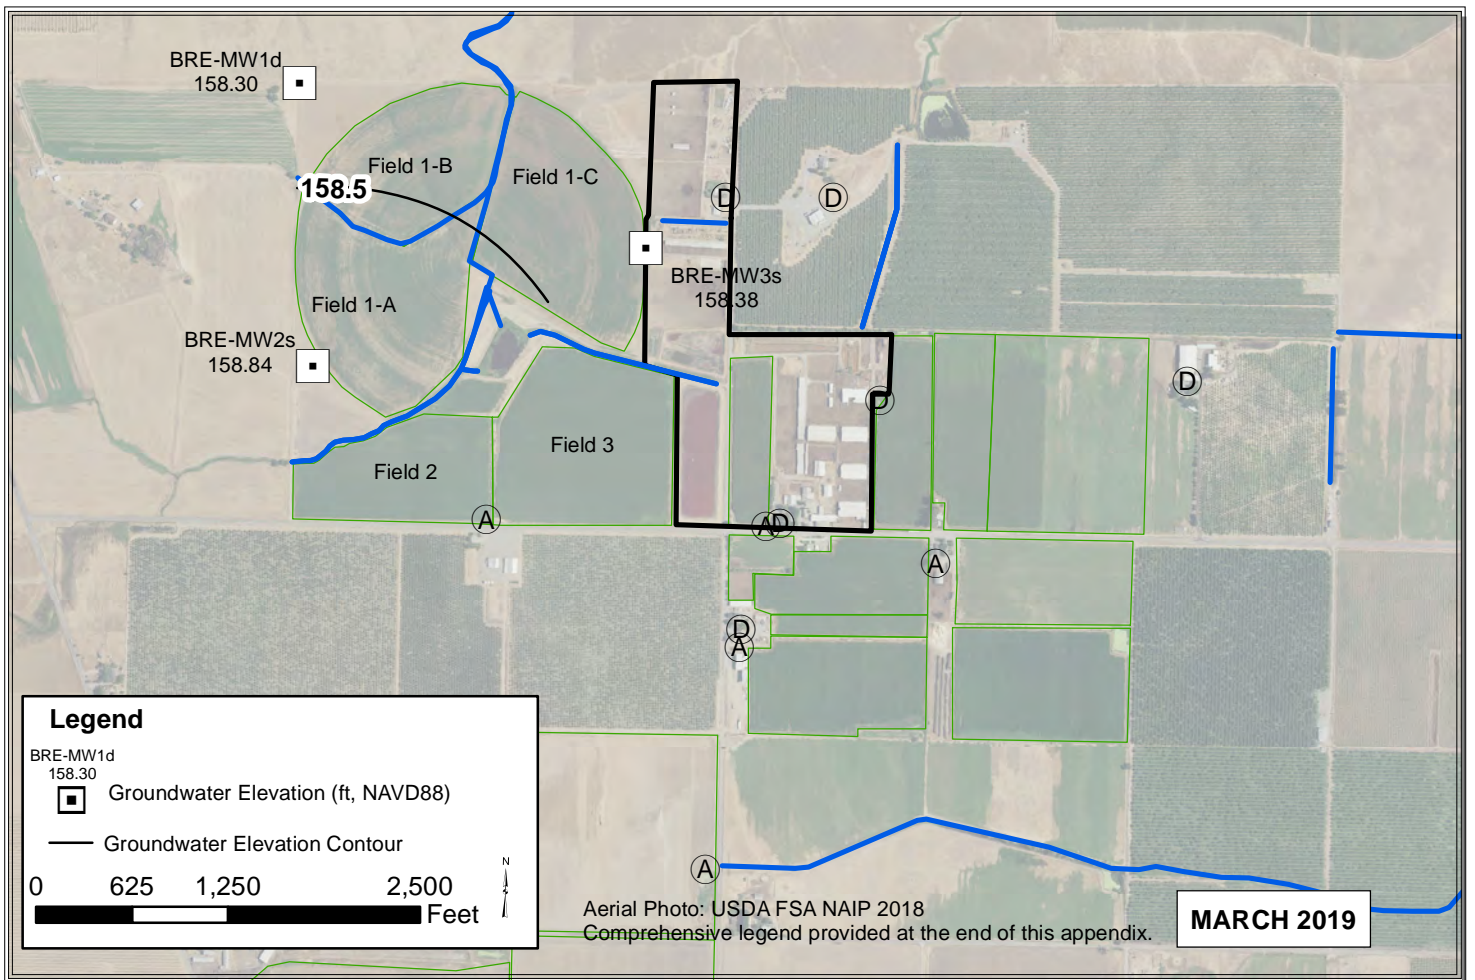 BRE-MW1d
158.30
Field 1-B
Field 1-C
158.5
D
D
BRE-MW3s
158.38
Field 1-A
BRE-MW2s
158.84
D
D
Field 3
Field 2
A
A
D
A
D
A
Legend
BRE-MW1d
158.30
Groundwater Elevation (ft, NAVD88)
Groundwater Elevation Contour
N
0 625 1,250 2,500
Feet
A
Aerial Photo: USDA FSA NAIP 2018
Comprehensive legend provided at the end of this appendix.
MARCH 2019